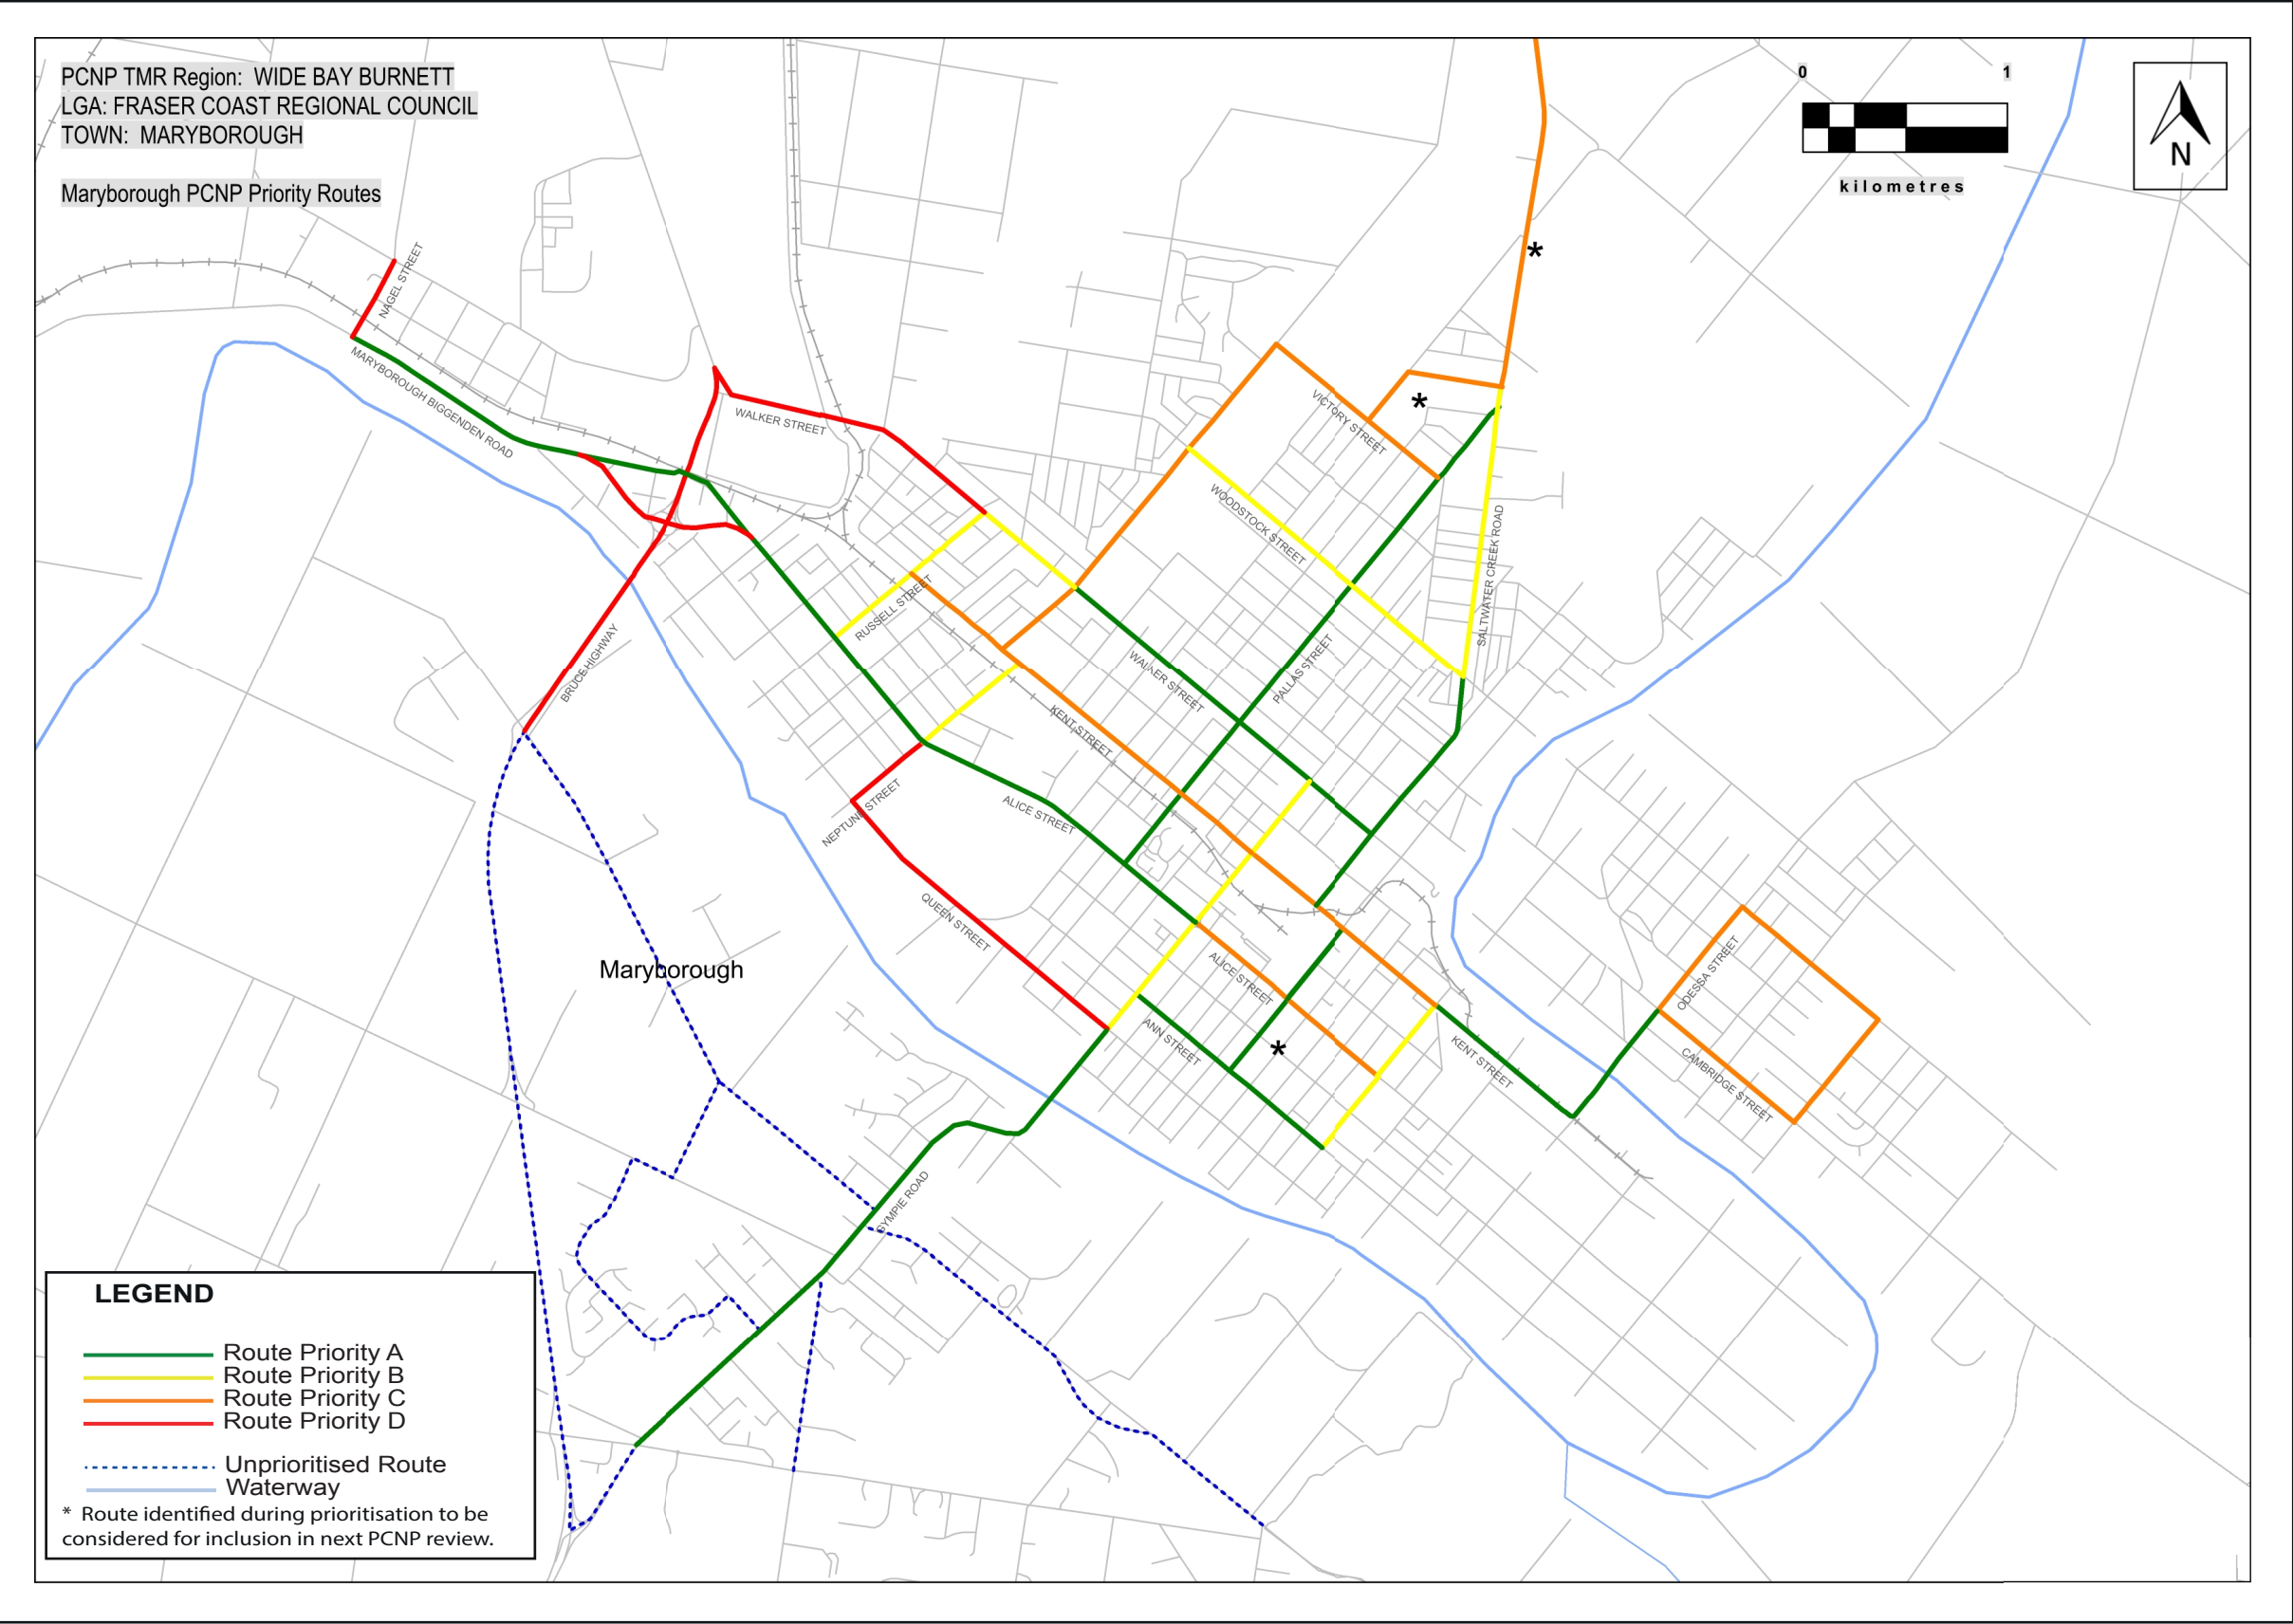 PCNP TMR Region:  WIDE BAY BURNETT
LGA: FRASER COAST REGIONAL COUNCIL
TOWN:  MARYBOROUGH
Maryborough PCNP Priority Routes
0 1
kilometres
N
*
NAGEL STREET
MARYBOROUGH BIGGENDEN ROAD
WALKER STREET
VICTORY STREET
*
WOODSTOCK STREET
SALTWATER CREEK ROAD
RUSSELL STREET
BRUCE HIGHWAY
WALKER STREET
PALLAS STREET
KENT STREET
NEPTUNE STREET
ALICE STREET
QUEEN STREET
Maryborough
ALICE STREET
ODESSA STREET
ANN STREET
*
KENT STREET
CAMBRIDGE STREET
GYMPIE ROAD
LEGEND
Route Priority A
Route Priority B
Route Priority C
Route Priority D
Unprioritised Route
Waterway
* Route identified during prioritisation to be
considered for inclusion in next PCNP review.